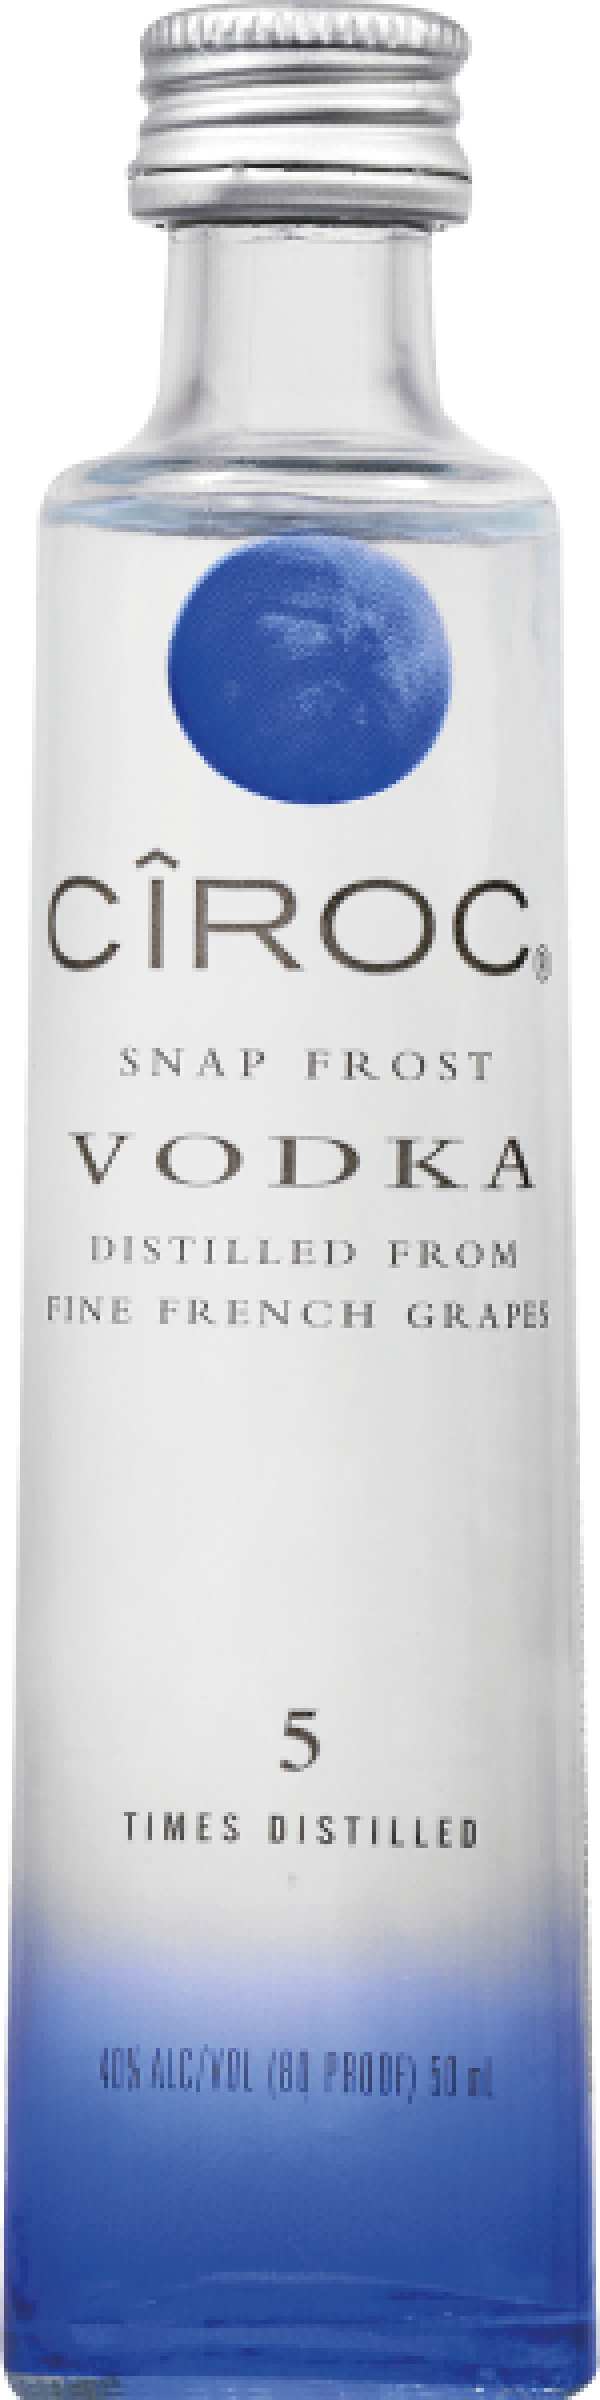 CÎROC®
SNAP FROST
VODKA
DISTILLED FROM
FINE FRENCH GRAPES
5
TIMES DISTILLED
40% ALC/VOL (80 PROOF) 50 mL